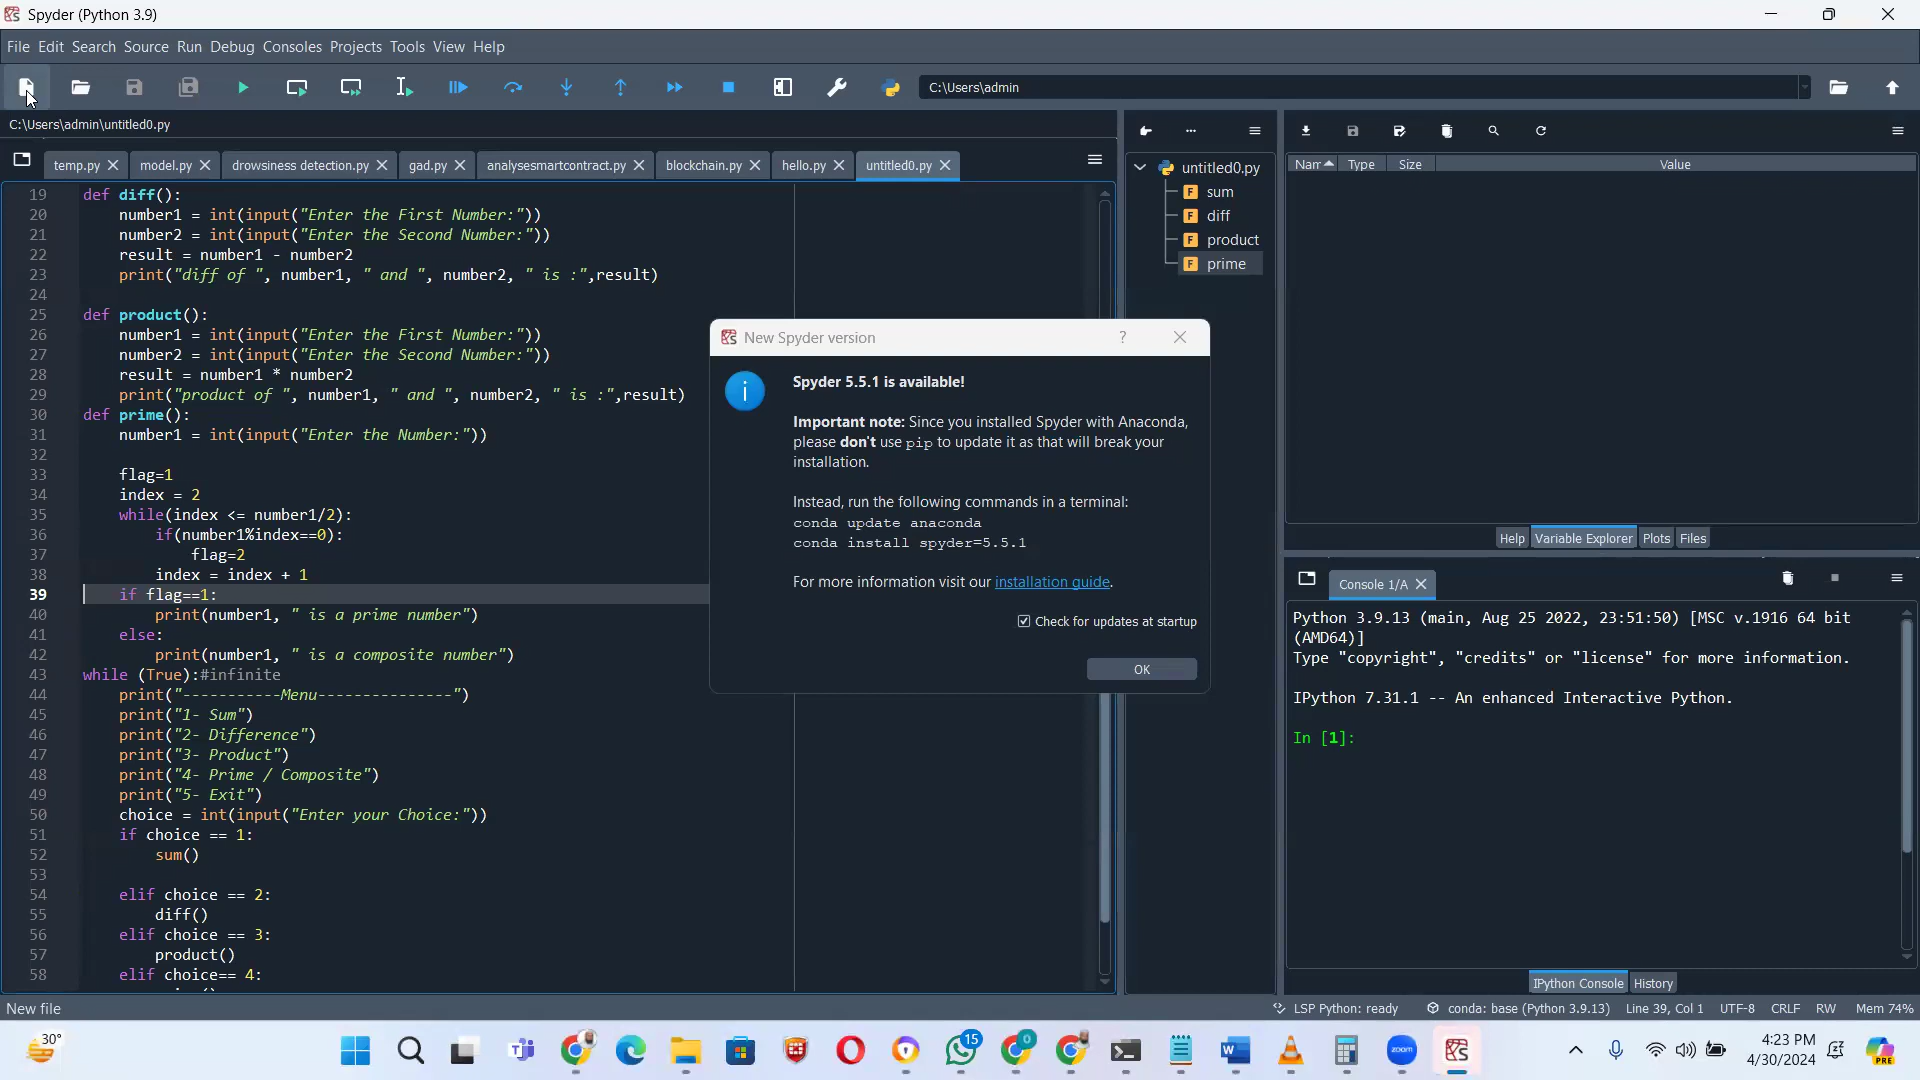 Spyder (Python 3.9)
File Edit Search Source Run Debug Consoles Projects Tools View Help
C:\Users\admin
C:\Users\admin\untitled0.py
temp.py model.py drowsiness detection.py gad.py analysesmartcontract.py blockchain.py hello.py untitled0.py
19 def diff():
20 number1 = int(input("Enter the First Number:"))
21 number2 = int(input("Enter the Second Number:"))
22 result = number1 - number2
23 print("diff of ", number1, " and ", number2, " is :",result)
24
25 def product():
26 number1 = int(input("Enter the First Number:"))
27 number2 = int(input("Enter the Second Number:"))
28 result = number1 * number2
29 print("product of ", number1, " and ", number2, " is :",result)
30 def prime():
31 number1 = int(input("Enter the Number:"))
32
33 flag=1
34 index = 2
35 while(index <= number1/2):
36 if(number1%index==0):
37 flag=2
38 index = index + 1
39 if flag==1:
40 print(number1, " is a prime number")
41 else:
42 print(number1, " is a composite number")
43 while (True):#infinite
44 print("-----------Menu---------------")
45 print("1- Sum")
46 print("2- Difference")
47 print("3- Product")
48 print("4- Prime / Composite")
49 print("5- Exit")
50 choice = int(input("Enter your Choice:"))
51 if choice == 1:
52 sum()
53
54 elif choice == 2:
55 diff()
56 elif choice == 3:
57 product()
58 elif choice== 4:
untitled0.py
sum
diff
product
prime
New Spyder version
?
Spyder 5.5.1 is available!
Important note: Since you installed Spyder with Anaconda,
please don't use pip to update it as that will break your
installation.
Instead, run the following commands in a terminal:
conda update anaconda
conda install spyder=5.5.1
For more information visit our installation guide.
Check for updates at startup
OK
Nam Type Size Value
Help Variable Explorer Plots Files
Console 1/A
Python 3.9.13 (main, Aug 25 2022, 23:51:50) [MSC v.1916 64 bit
(AMD64)]
Type "copyright", "credits" or "license" for more information.
IPython 7.31.1 -- An enhanced Interactive Python.
In [1]:
IPython Console History
New file
LSP Python: ready conda: base (Python 3.9.13) Line 39, Col 1 UTF-8 CRLF RW Mem 74%
30°
15
0
zoom
4:23 PM
4/30/2024
PRE